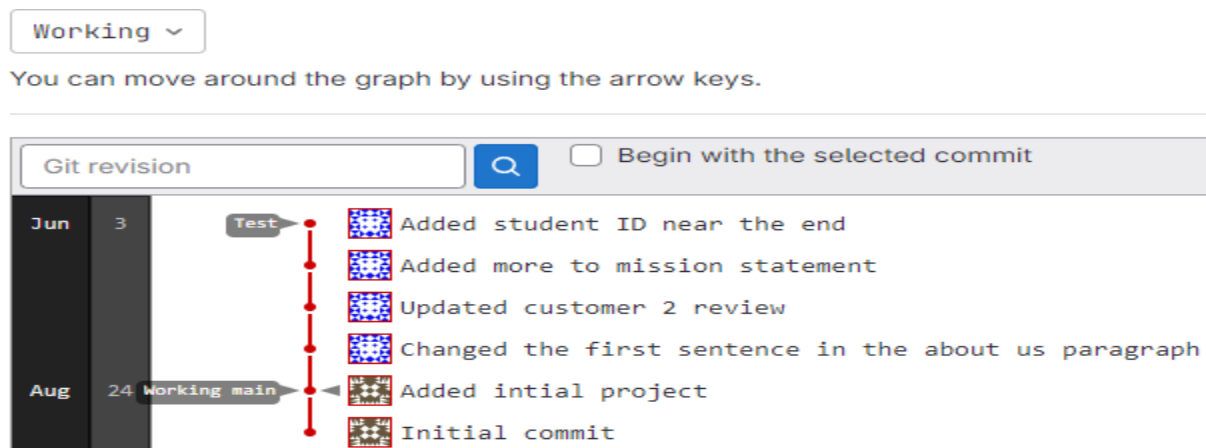 Working
You can move around the graph by using the arrow keys.
Git revision
Begin with the selected commit
Jun 3 Test Added student ID near the end
Added more to mission statement
Updated customer 2 review
Changed the first sentence in the about us paragraph
Aug 24 Working main Added intial project
Initial commit